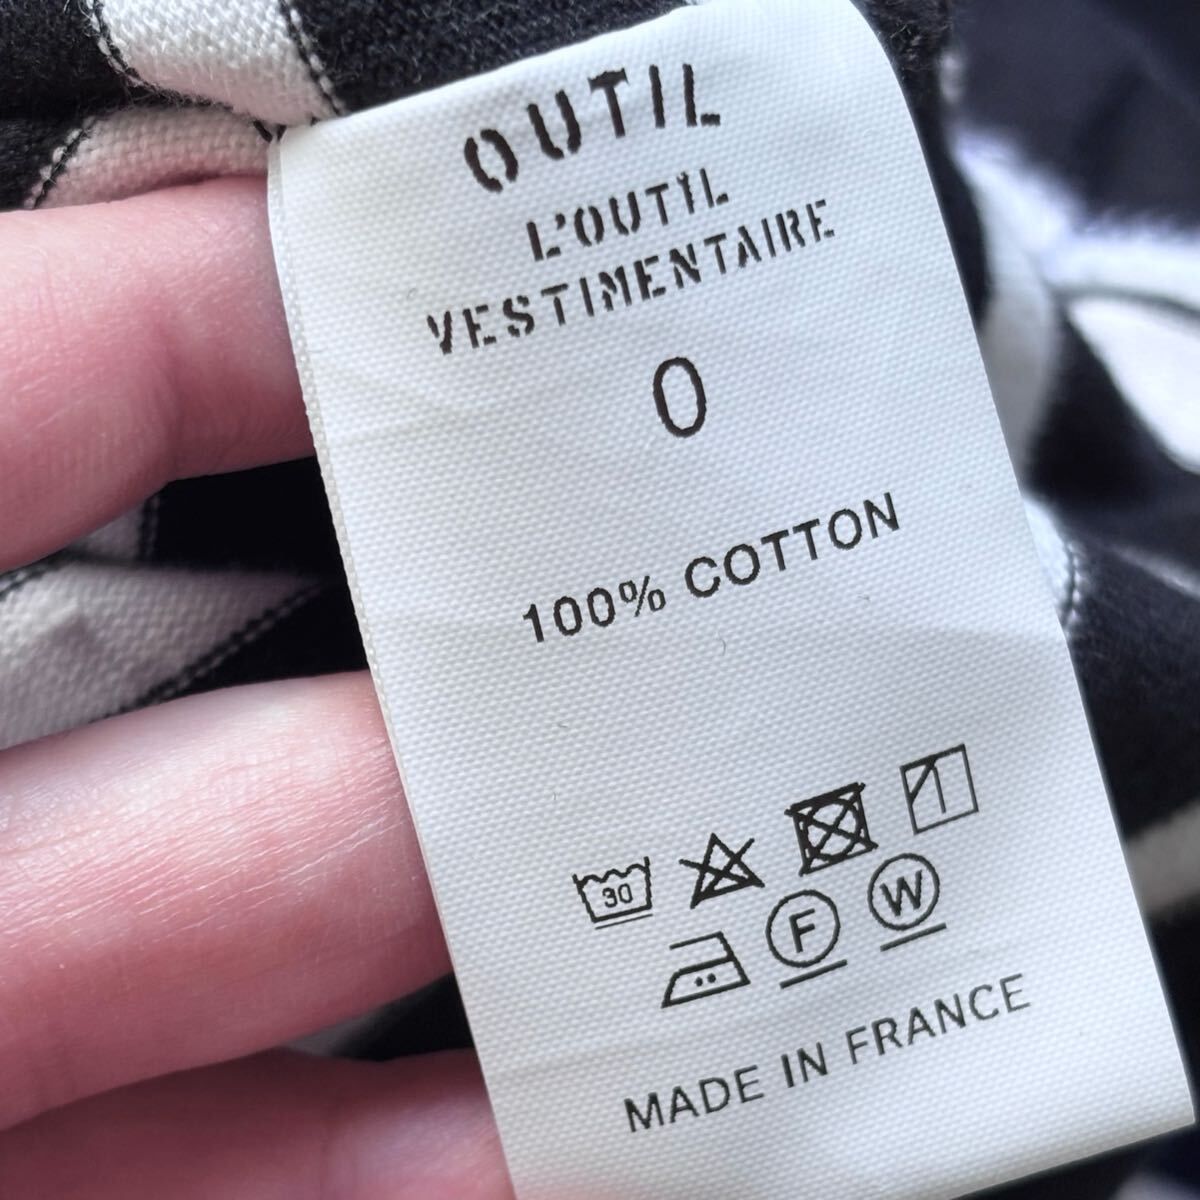 OUTIL
L'OUTIL
VESTIMENTAIRE
0
100% COTTON
30
F W
MADE IN FRANCE